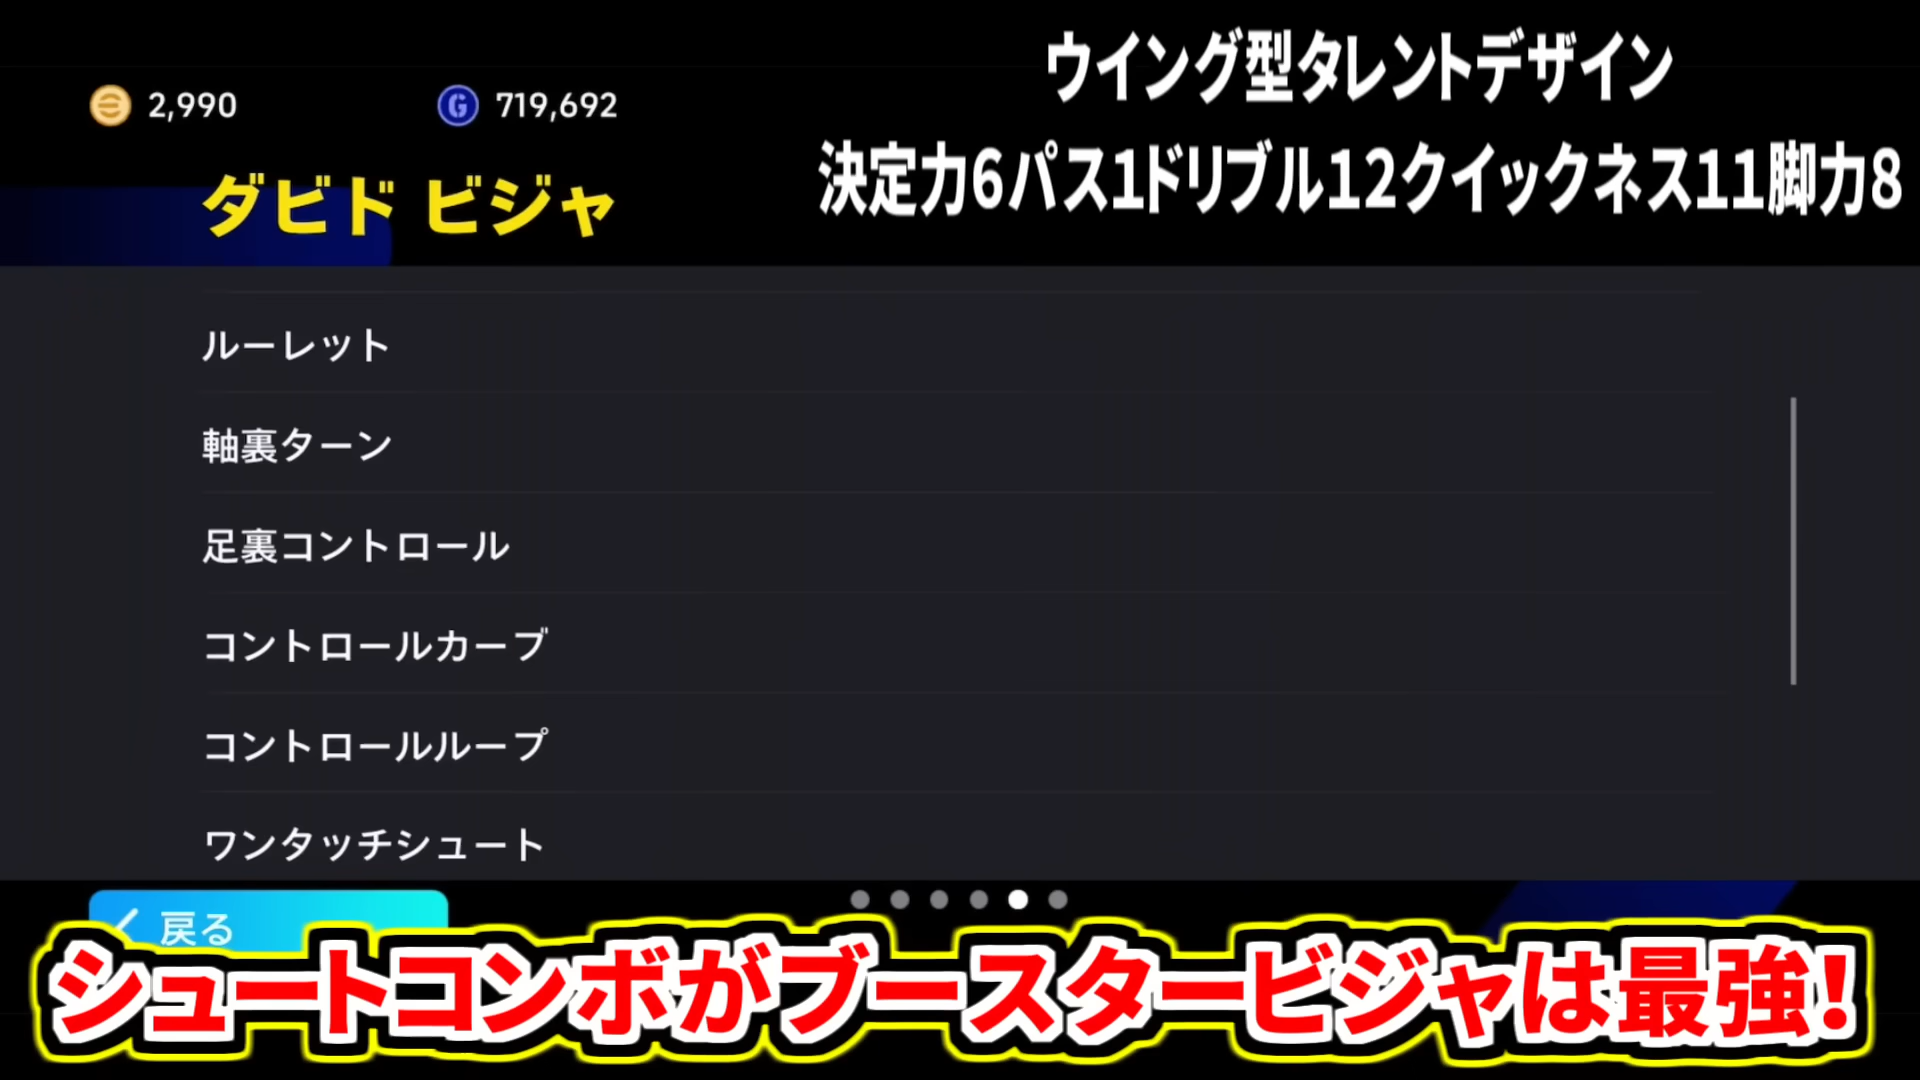 ウイング型タレントデザイン
2,990
719,692
決定力6パス1ドリブル12クイックネス11脚力8
ダビド ビジャ
ルーレット
軸裏ターン
足裏コントロール
コントロールカーブ
コントロールループ
ワンタッチシュート
戻る
シュートコンボがブースタービジャは最強!